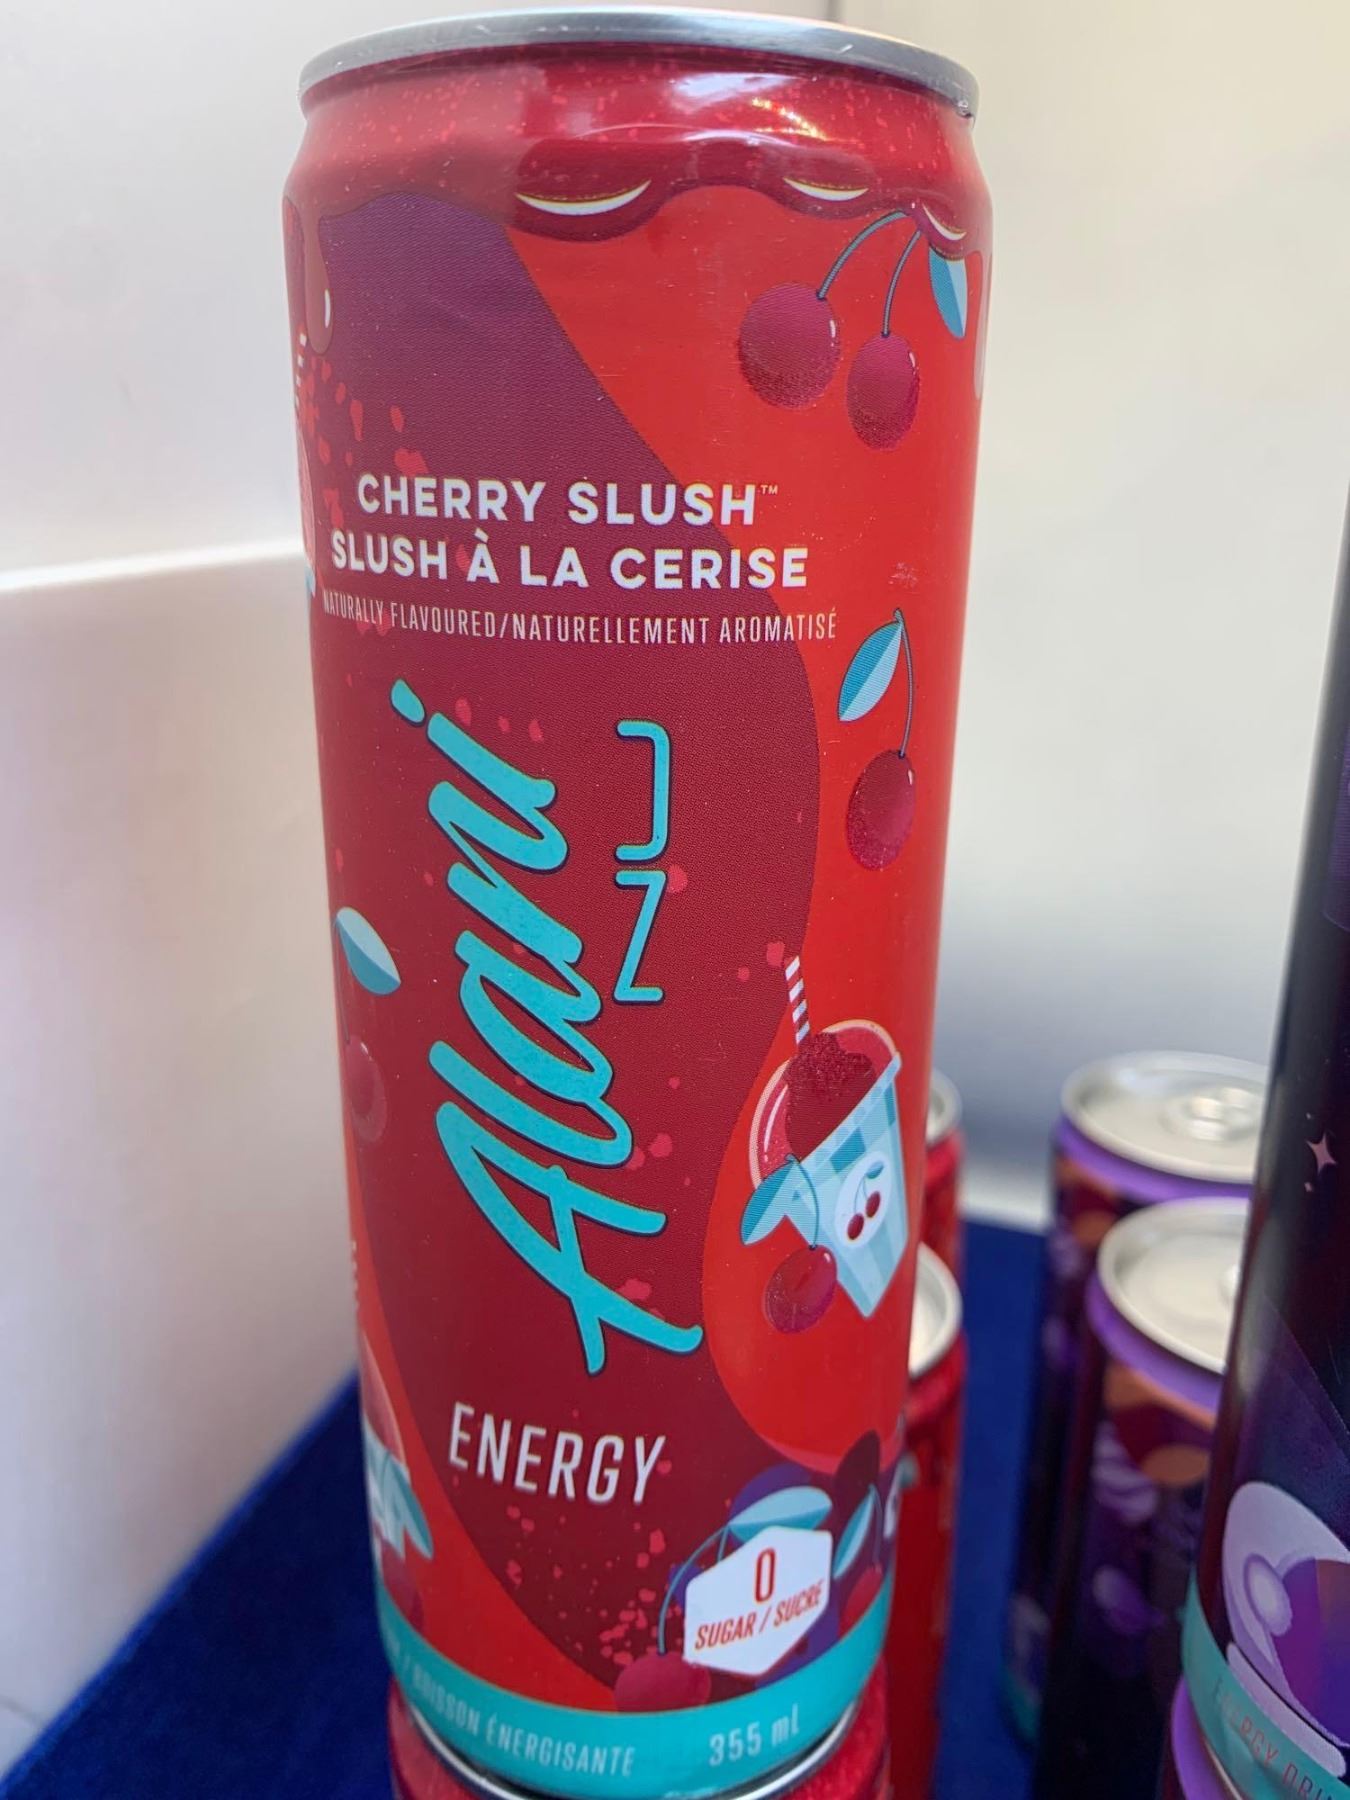 CHERRY SLUSH™
SLUSH À LA CERISE
NATURALLY FLAVOURED/NATURELLEMENT AROMATISÉ
Alani
NU
ENERGY
0
SUGAR / SUCRE
/ BOISSON ÉNERGISANTE 355 mL
ENERGY